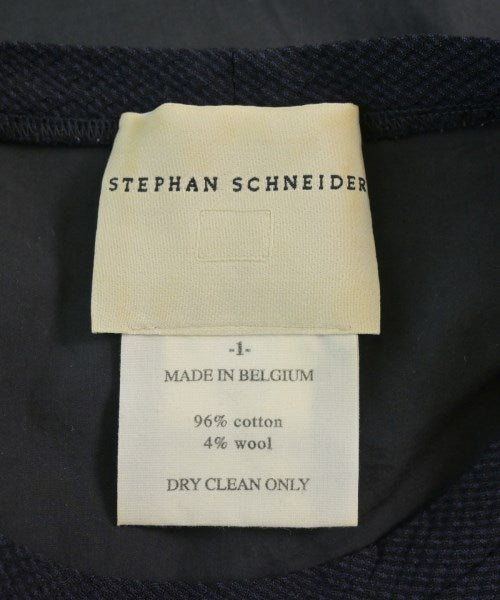 STEPHAN SCHNEIDER
-1-
MADE IN BELGIUM
96% cotton
4% wool
DRY CLEAN ONLY